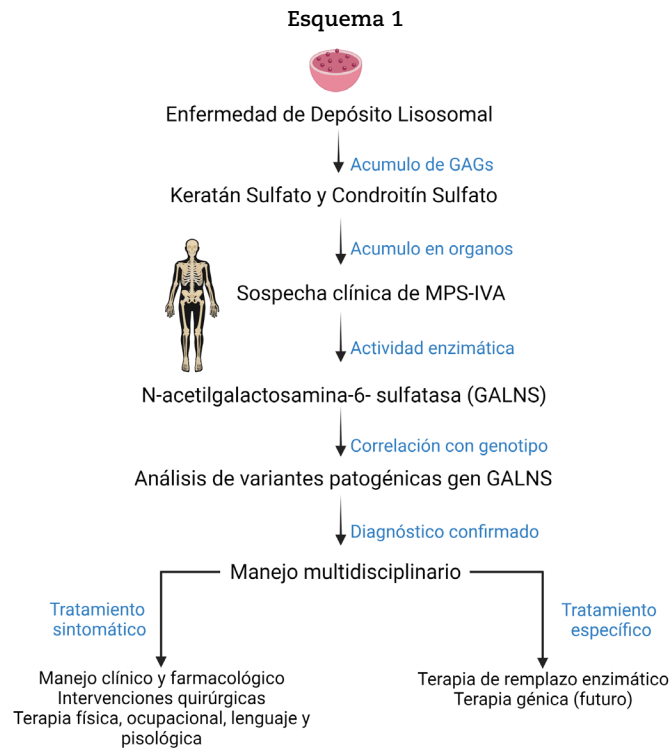 Esquema 1
Enfermedad de Depósito Lisosomal
Acumulo de GAGs
Keratán Sulfato y Condroitín Sulfato
Acumulo en organos
Sospecha clínica de MPS-IVA
Actividad enzimática
N-acetilgalactosamina-6- sulfatasa (GALNS)
Correlación con genotipo
Análisis de variantes patogénicas gen GALNS
Diagnóstico confirmado
Manejo multidisciplinario
Tratamiento
sintomático
Manejo clínico y farmacológico
Intervenciones quirúrgicas
Terapia física, ocupacional, lenguaje y
pisológica
Tratamiento
específico
Terapia de remplazo enzimático
Terapia génica (futuro)